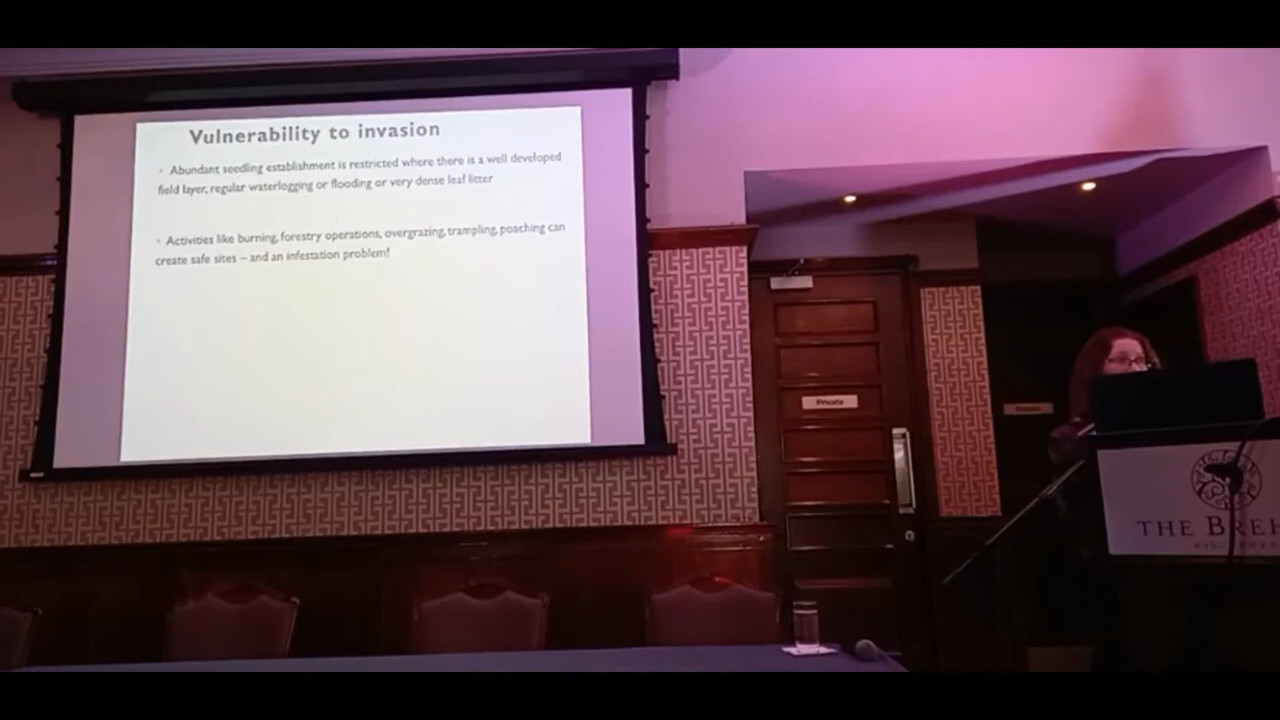 Vulnerability to invasion
◦ Abundant seedling establishment is restricted where there is a well developed
field layer, regular waterlogging or flooding or very dense leaf litter
◦ Activities like burning, forestry operations, overgrazing, trampling, poaching can
create safe sites – and an infestation problem!
Private
Private
THE